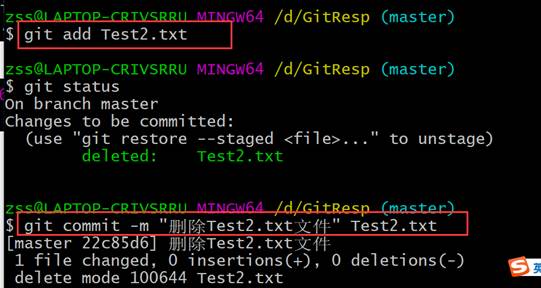 zss@LAPTOP-CRIVSRRU MINGW64 /d/GitResp (master)
$ git add Test2.txt
zss@LAPTOP-CRIVSRRU MINGW64 /d/GitResp (master)
$ git status
On branch master
Changes to be committed:
  (use "git restore --staged <file>..." to unstage)
        deleted:    Test2.txt
zss@LAPTOP-CRIVSRRU MINGW64 /d/GitResp (master)
$ git commit -m "删除Test2.txt文件" Test2.txt
[master 22c85d6] 删除Test2.txt文件
 1 file changed, 0 insertions(+), 0 deletions(-)
 delete mode 100644 Test2.txt
S 英